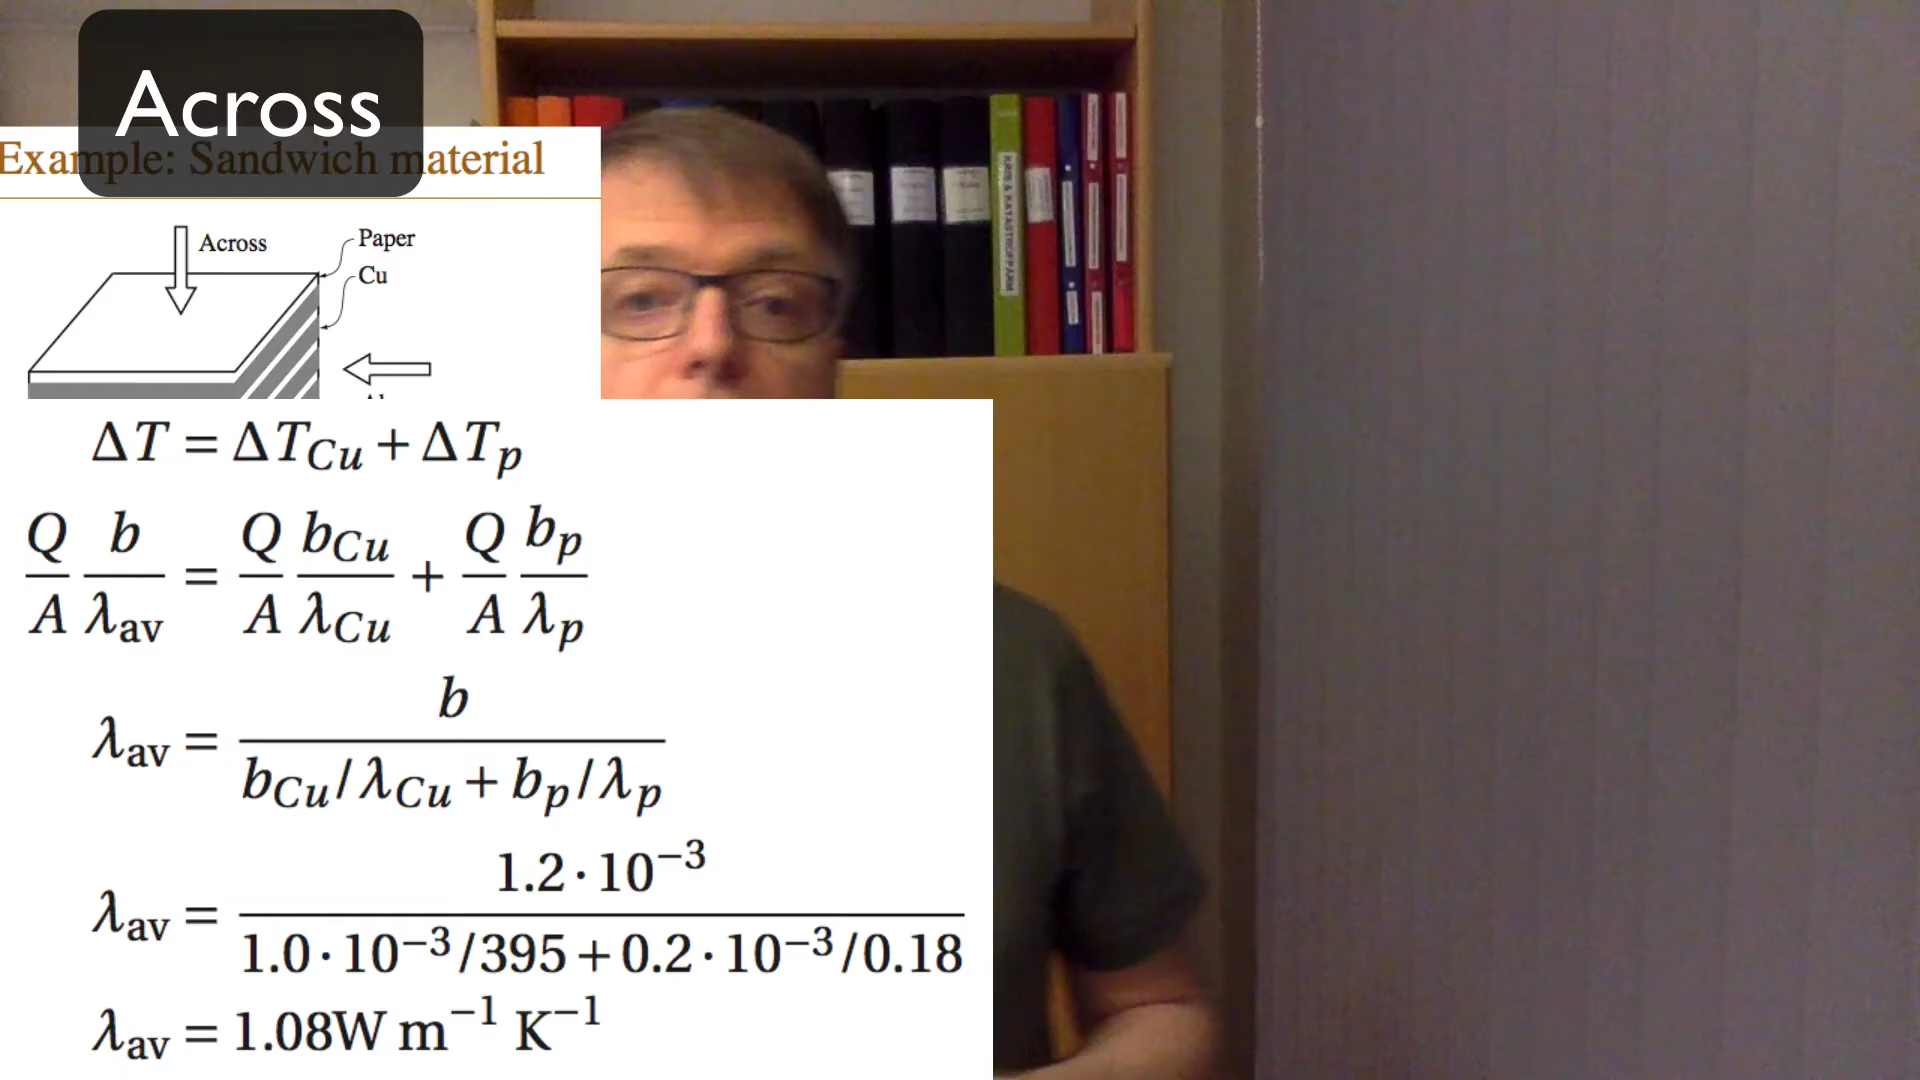 Across
Example: Sandwich material
Across
Paper
Cu
ΔT = ΔT_Cu + ΔT_p
Q/A b/λ_av = Q/A b_Cu/λ_Cu + Q/A b_p/λ_p
λ_av = b / (b_Cu/λ_Cu + b_p/λ_p)
λ_av = 1.2·10⁻³ / (1.0·10⁻³/395 + 0.2·10⁻³/0.18)
λ_av = 1.08W m⁻¹ K⁻¹
KRIS & KATASTROFPÄRM